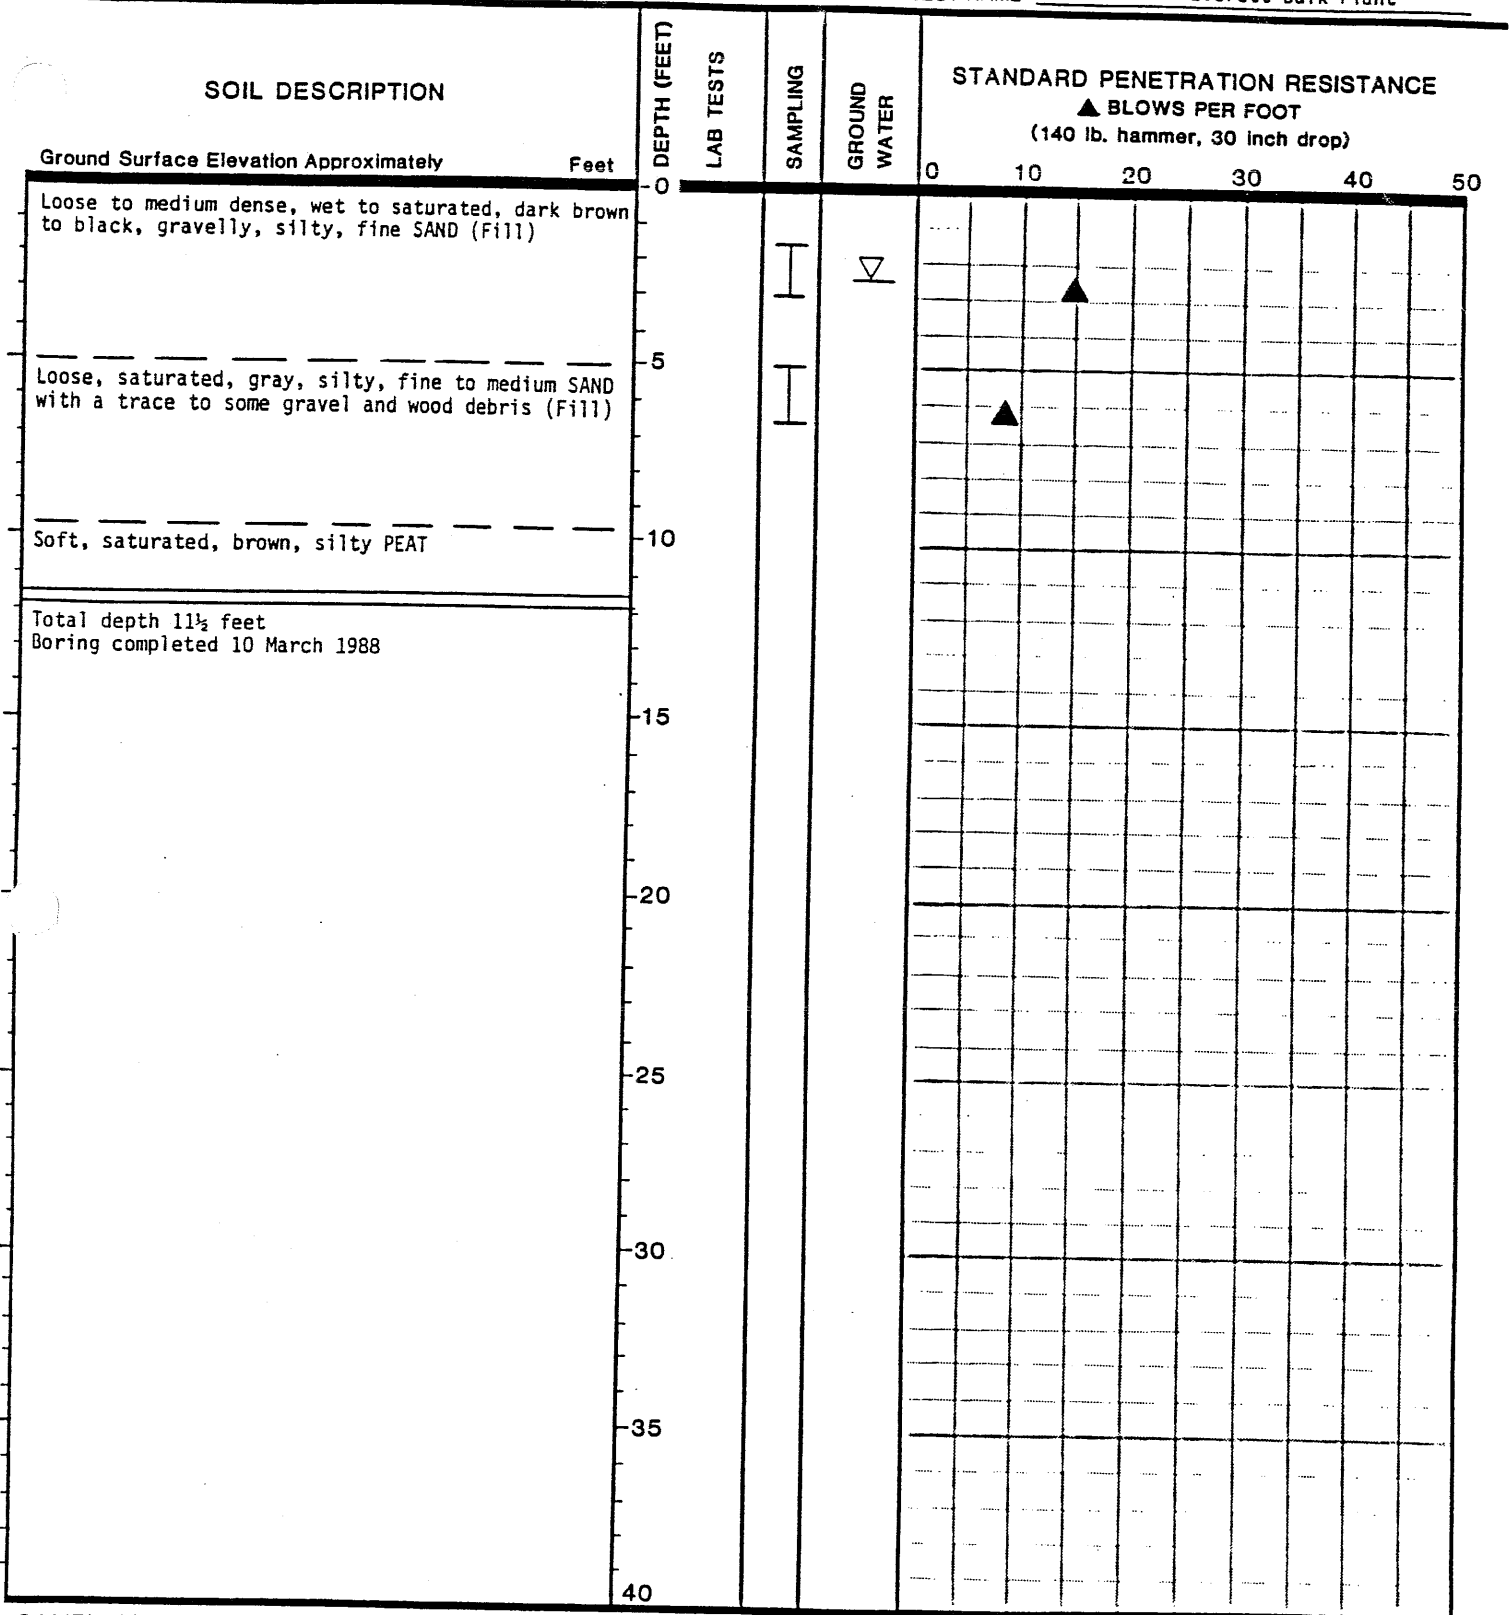 Bulk Plant
SOIL DESCRIPTION
Ground Surface Elevation Approximately Feet
DEPTH (FEET)
LAB TESTS
SAMPLING
GROUND
WATER
STANDARD PENETRATION RESISTANCE
▲ BLOWS PER FOOT
(140 lb. hammer, 30 inch drop)
0 10 20 30 40 50
0
Loose to medium dense, wet to saturated, dark brown
to black, gravelly, silty, fine SAND (Fill)
5
Loose, saturated, gray, silty, fine to medium SAND
with a trace to some gravel and wood debris (Fill)
10
Soft, saturated, brown, silty PEAT
Total depth 11½ feet
Boring completed 10 March 1988
15
20
25
30
35
40